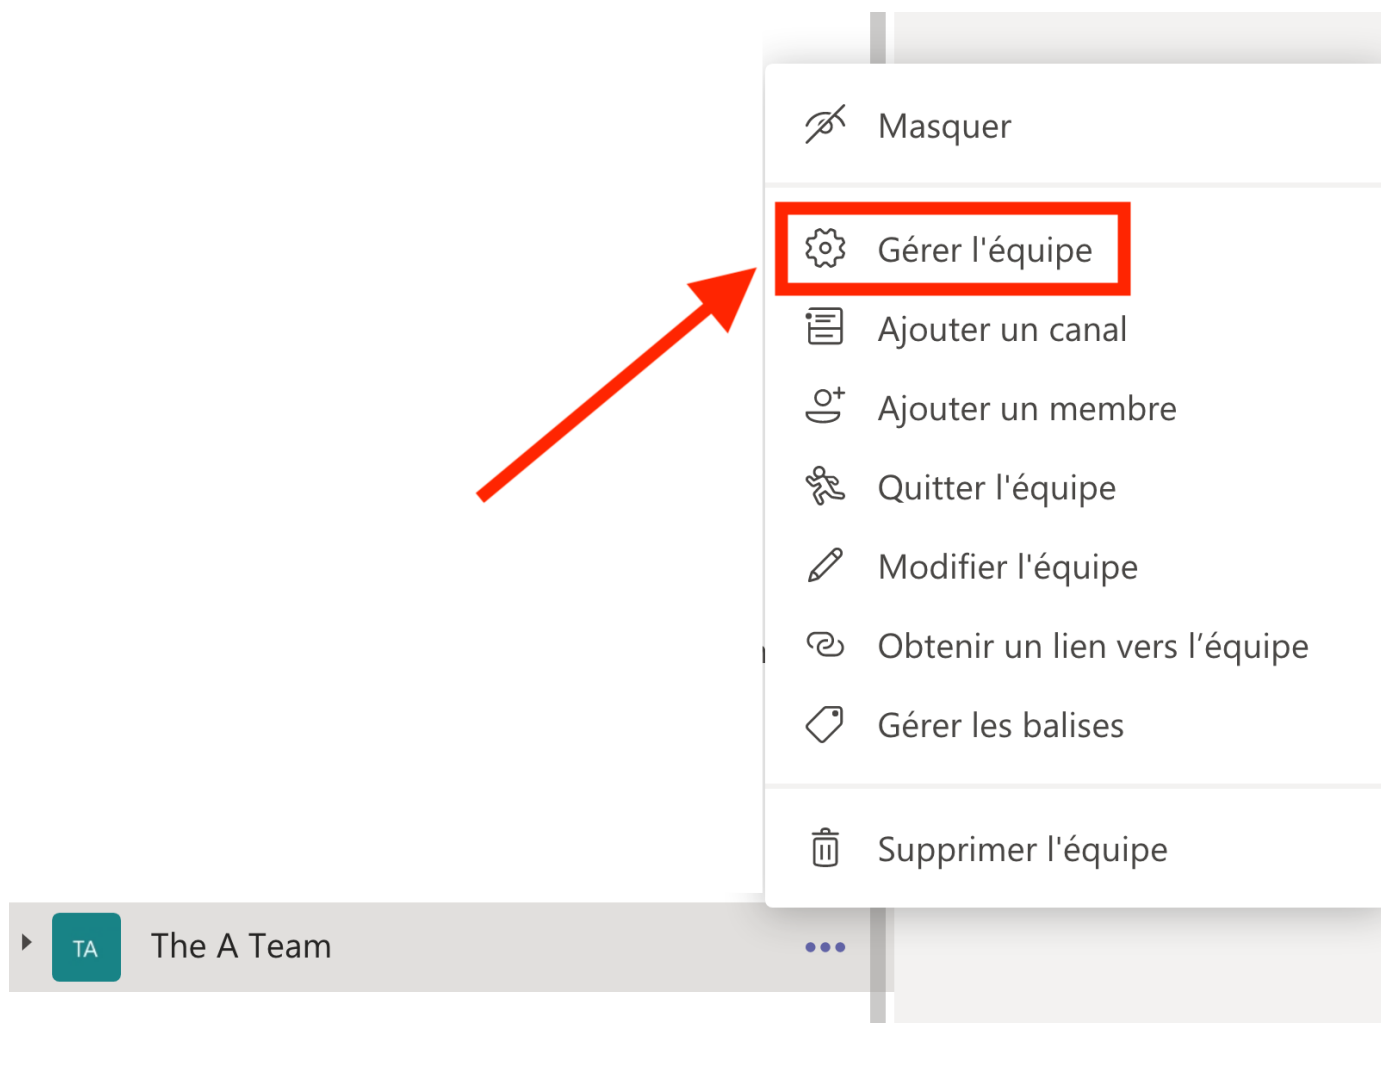 Masquer
Gérer l'équipe
Ajouter un canal
Ajouter un membre
Quitter l'équipe
Modifier l'équipe
Obtenir un lien vers l’équipe
Gérer les balises
Supprimer l'équipe
TA The A Team